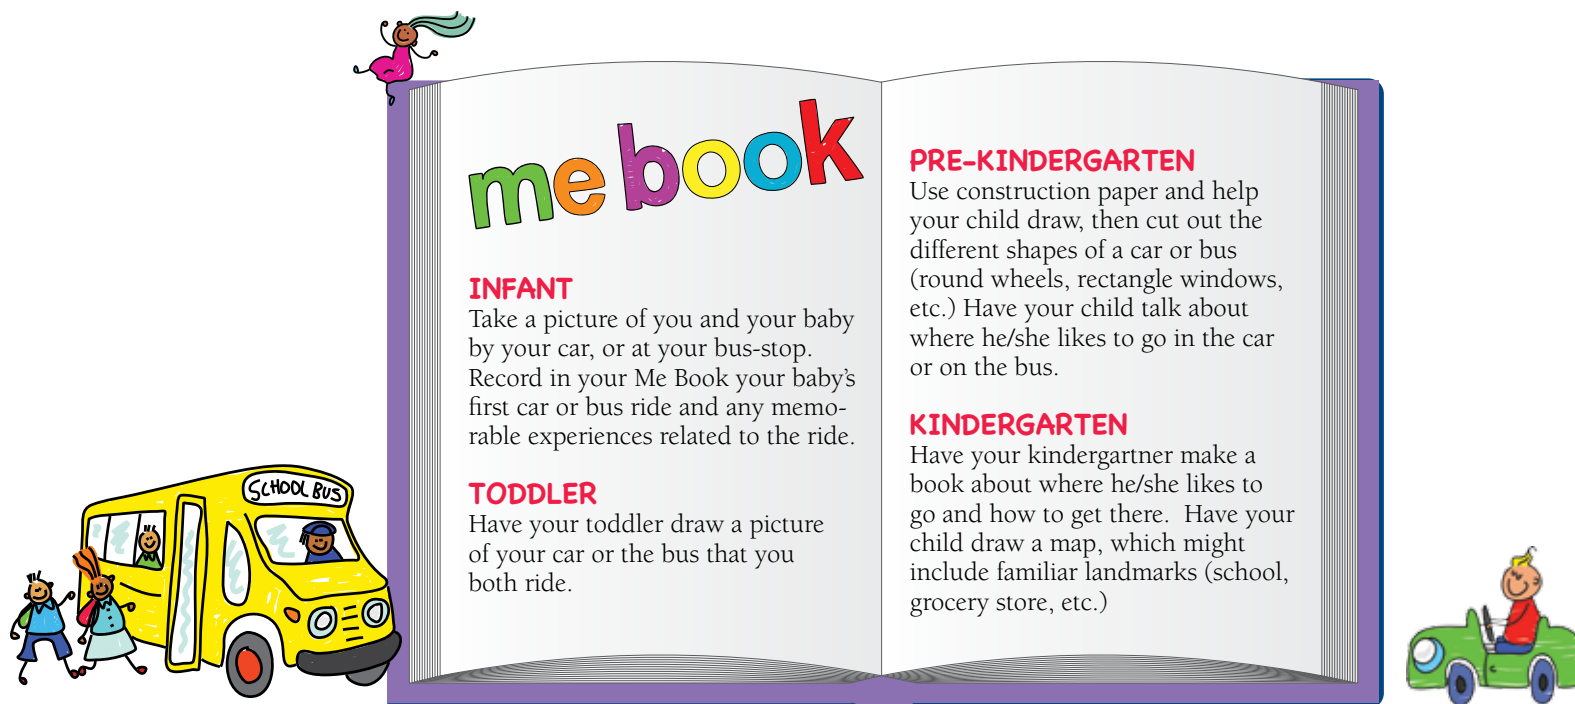 me book
INFANT
Take a picture of you and your baby
by your car, or at your bus-stop.
Record in your Me Book your baby's
first car or bus ride and any memo-
rable experiences related to the ride.
TODDLER
Have your toddler draw a picture
of your car or the bus that you
both ride.
PRE-KINDERGARTEN
Use construction paper and help
your child draw, then cut out the
different shapes of a car or bus
(round wheels, rectangle windows,
etc.) Have your child talk about
where he/she likes to go in the car
or on the bus.
KINDERGARTEN
Have your kindergartner make a
book about where he/she likes to
go and how to get there.  Have your
child draw a map, which might
include familiar landmarks (school,
grocery store, etc.)
SCHOOL BUS